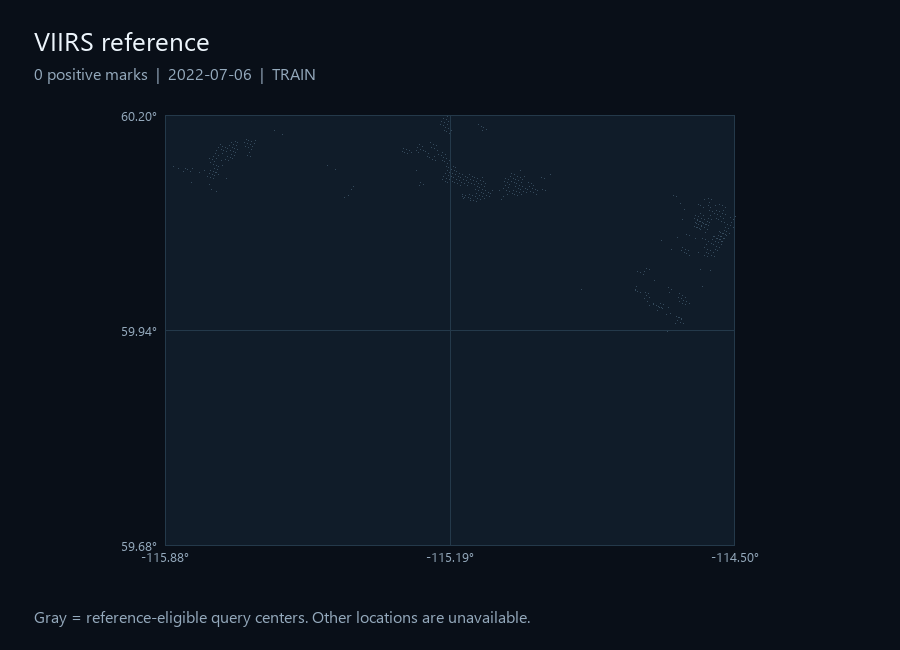 VIIRS reference
0 positive marks | 2022-07-06 | TRAIN
60.20°
59.94°
59.68°
-115.88°
-115.19°
-114.50°
Gray = reference-eligible query centers. Other locations are unavailable.